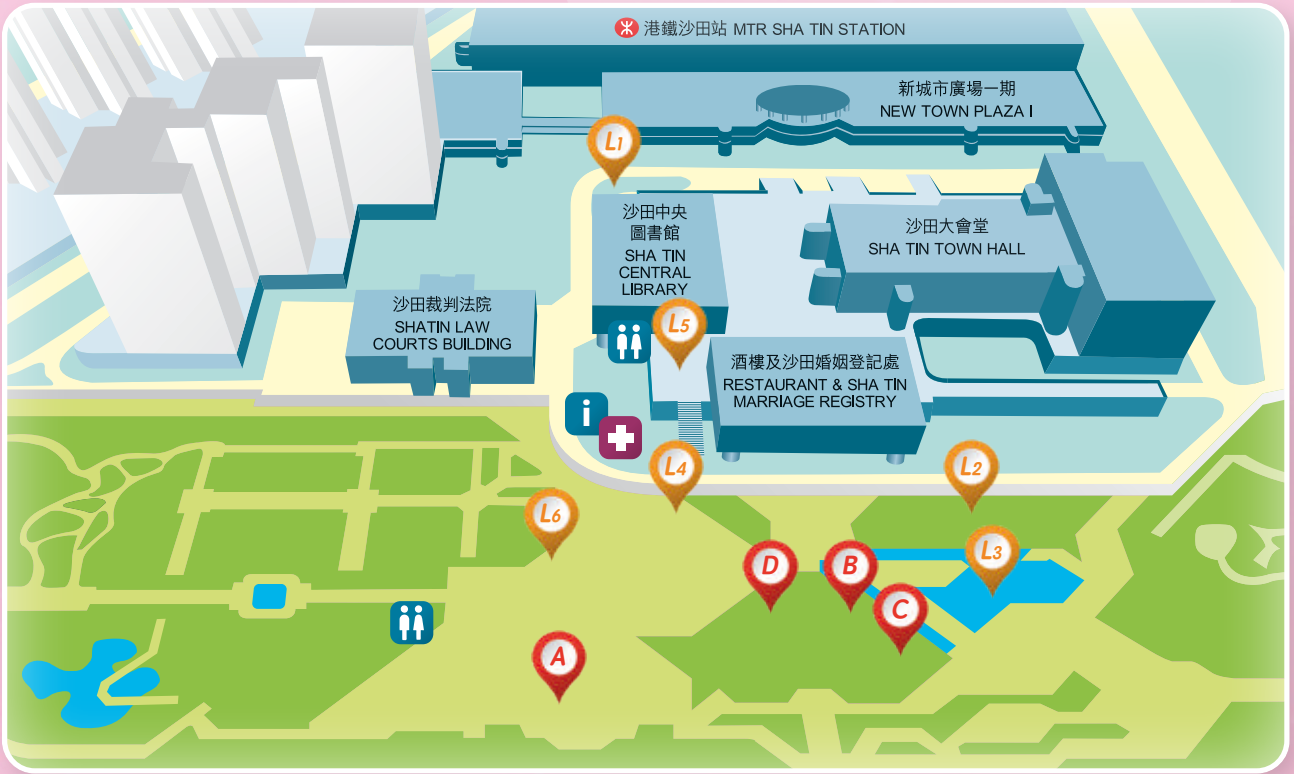 港鐵沙田站 MTR SHA TIN STATION
新城市廣場一期
NEW TOWN PLAZA I
L1
沙田中央
圖書館
SHA TIN
CENTRAL
LIBRARY
沙田大會堂
SHA TIN TOWN HALL
沙田裁判法院
SHATIN LAW
COURTS BUILDING
L5
酒樓及沙田婚姻登記處
RESTAURANT & SHA TIN
MARRIAGE REGISTRY
i
L4
L2
L6
L3
D
B
C
A